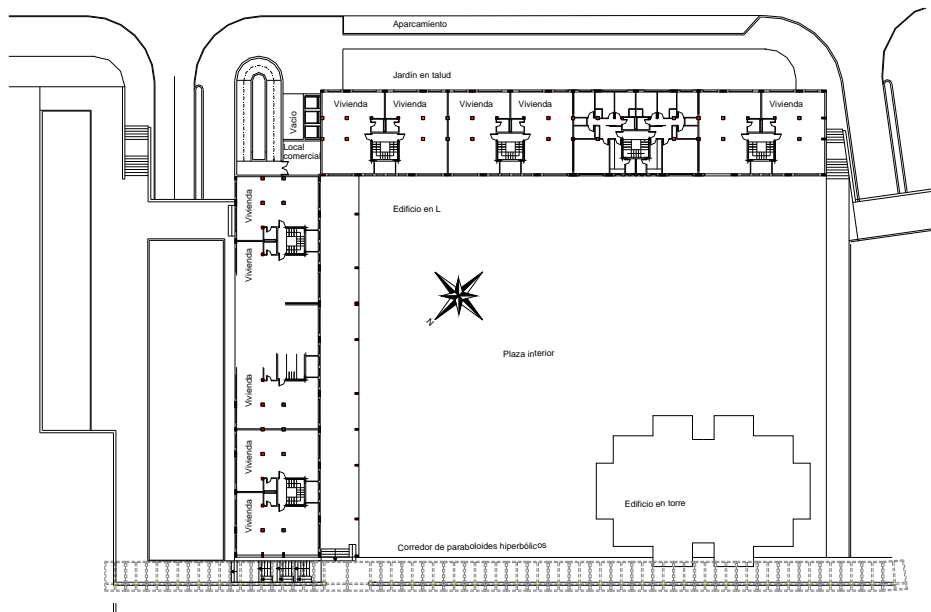 Aparcamiento
Jardín en talud
Vivienda
Vivienda
Vivienda
Vivienda
Vivienda
Vacio
Local
comercial
Vivienda
Edificio en L
Vivienda
N
Plaza interior
Vivienda
Vivienda
Vivienda
Edificio en torre
Corredor de paraboloides hiperbólicos